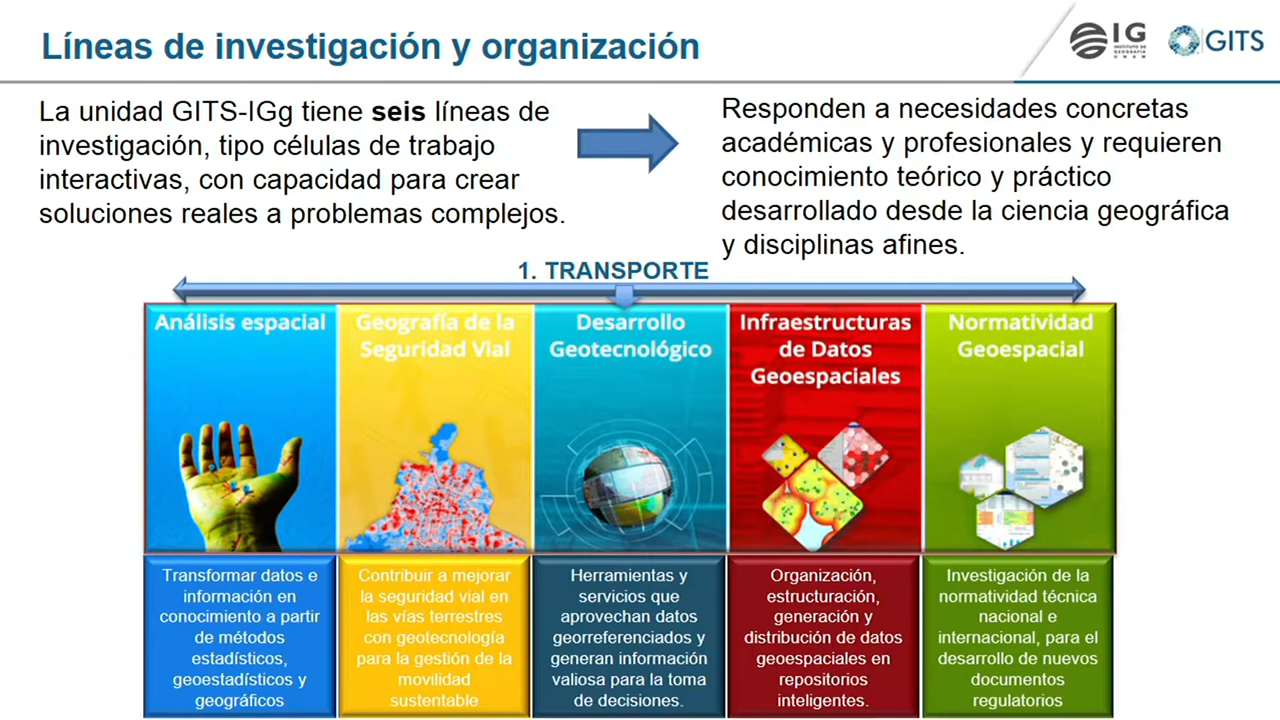 Líneas de investigación y organización
IG
INSTITUTO DE
GEOGRAFÍA
UNAM
GITS
La unidad GITS-IGg tiene seis líneas de
investigación, tipo células de trabajo
interactivas, con capacidad para crear
soluciones reales a problemas complejos.
Responden a necesidades concretas
académicas y profesionales y requieren
conocimiento teórico y práctico
desarrollado desde la ciencia geográfica
y disciplinas afines.
1. TRANSPORTE
Análisis espacial
Geografía de la
Seguridad Vial
Desarrollo
Geotecnológico
Infraestructuras
de Datos
Geoespaciales
Normatividad
Geoespacial
Transformar datos e
información en
conocimiento a partir
de métodos
estadísticos,
geoestadísticos y
geográficos
Contribuir a mejorar
la seguridad vial en
las vías terrestres
con geotecnología
para la gestión de la
movilidad
sustentable
Herramientas y
servicios que
aprovechan datos
georreferenciados y
generan información
valiosa para la toma
de decisiones.
Organización,
estructuración,
generación y
distribución de datos
geoespaciales en
repositorios
inteligentes.
Investigación de la
normatividad técnica
nacional e
internacional, para el
desarrollo de nuevos
documentos
regulatorios